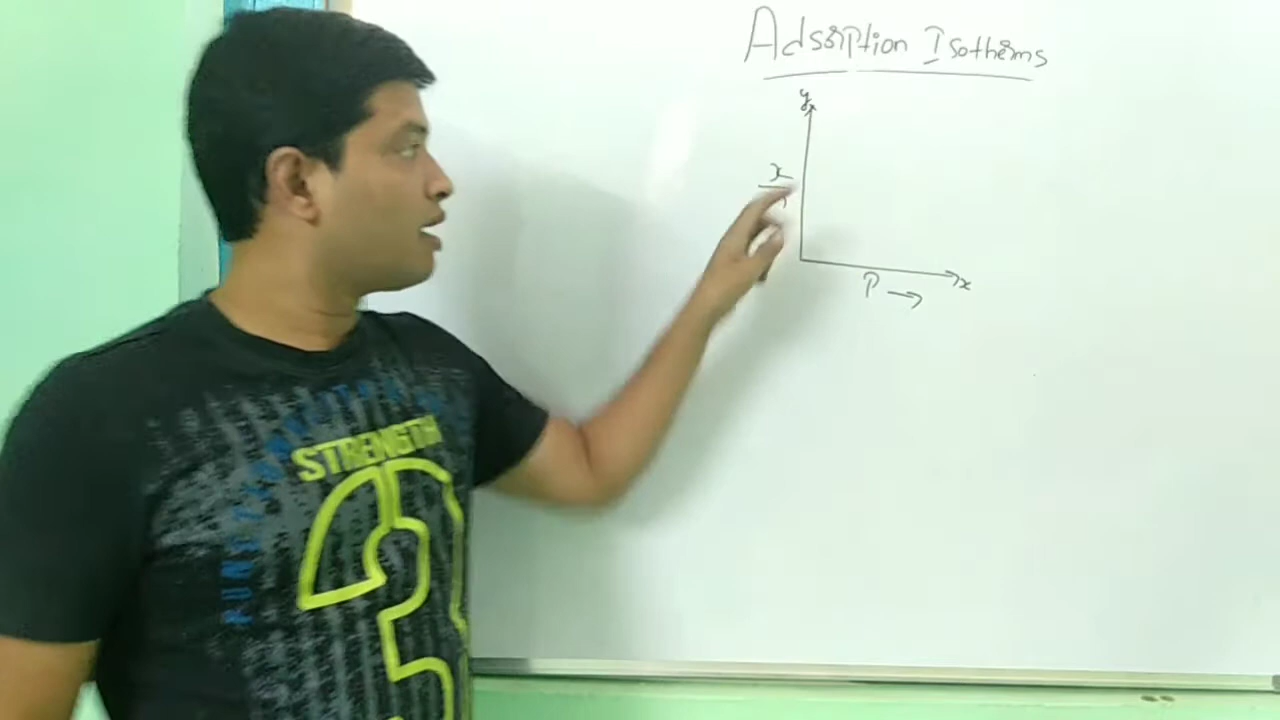 Adsorption Isotherms
y
x
P →
x
STRENGTH